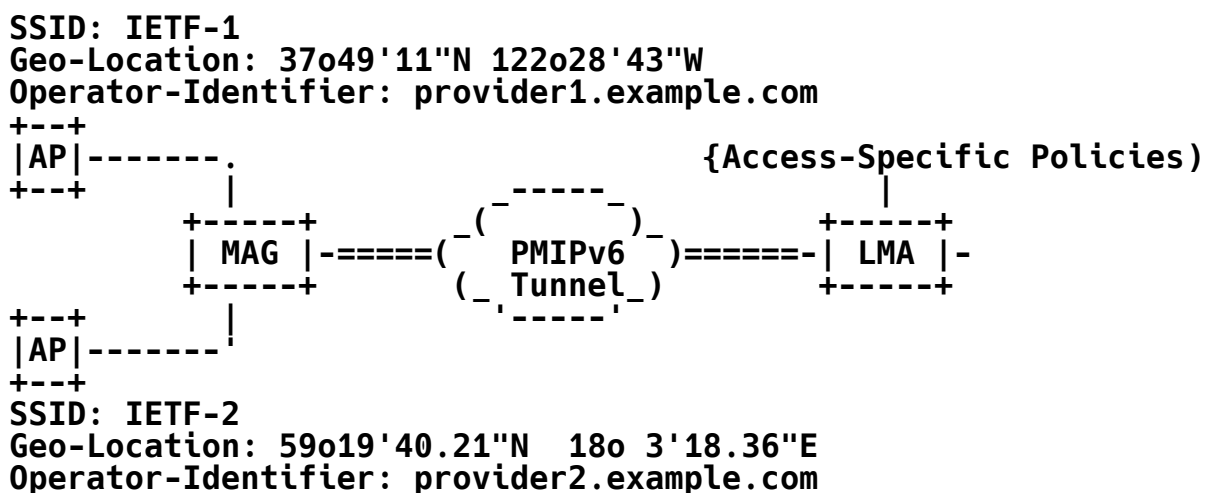 SSID: IETF-1
Geo-Location: 37o49'11"N 122o28'43"W
Operator-Identifier: provider1.example.com
+--+
|AP|-------.                        {Access-Specific Policies)
+--+       |             _-----_             |
         +-----+       _(       )_        +-----+
         | MAG |-=====(   PMIPv6  )======-| LMA |-
         +-----+      (_ Tunnel_)        +-----+
+--+       |             '-----'
|AP|-------'
+--+
SSID: IETF-2
Geo-Location: 59o19'40.21"N  18o 3'18.36"E
Operator-Identifier: provider2.example.com